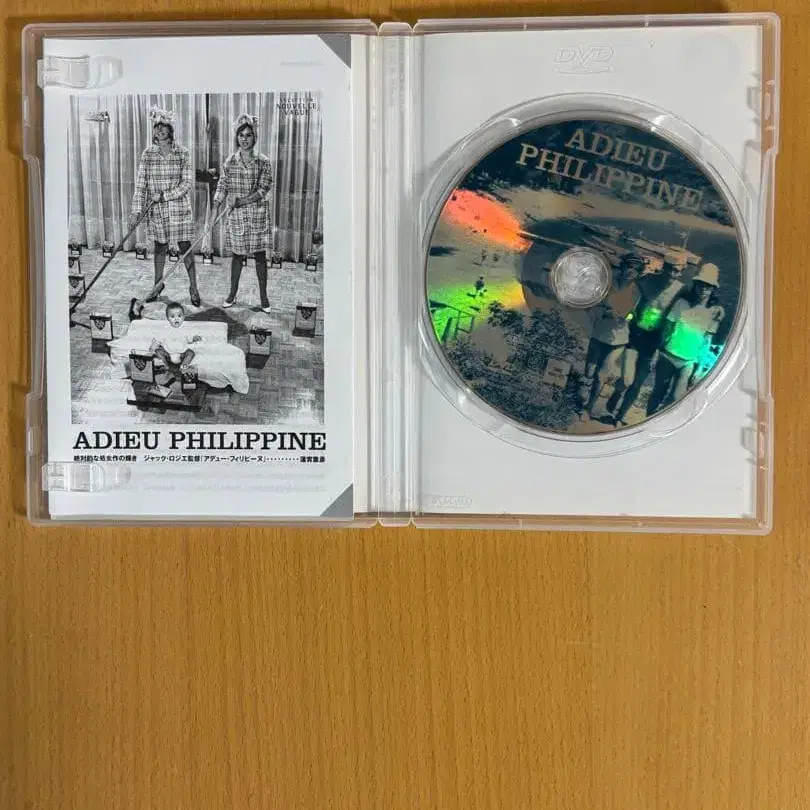 NOUVELLE
VAGUE
ADIEU PHILIPPINE
絶対的な処女作の輝き ジャック・ロジエ監督「アデュー・フィリピーヌ」・・・・・・・・・蓮實重彦
DVD
ADIEU
PHILIPPINE